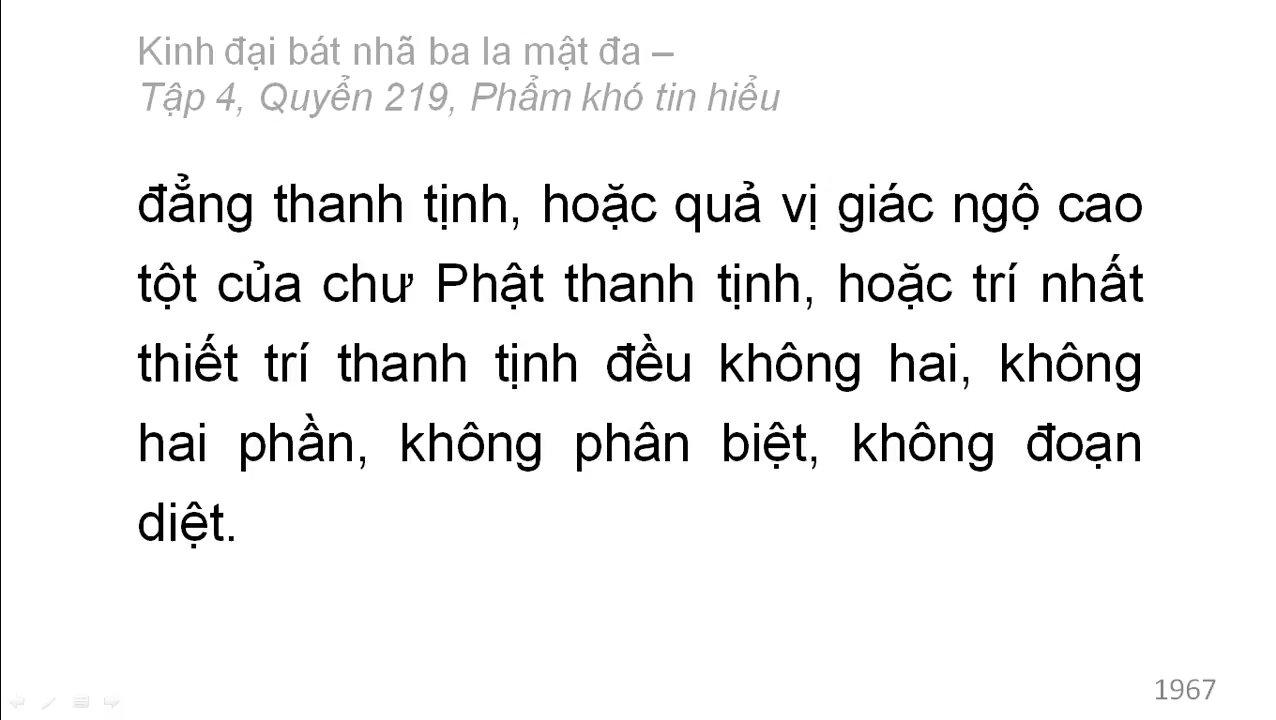 Kinh đại bát nhã ba la mật đa –
Tập 4, Quyển 219, Phẩm khó tin hiểu
đẳng thanh tịnh, hoặc quả vị giác ngộ cao
tột của chư Phật thanh tịnh, hoặc trí nhất
thiết trí thanh tịnh đều không hai, không
hai phần, không phân biệt, không đoạn
diệt.
1967